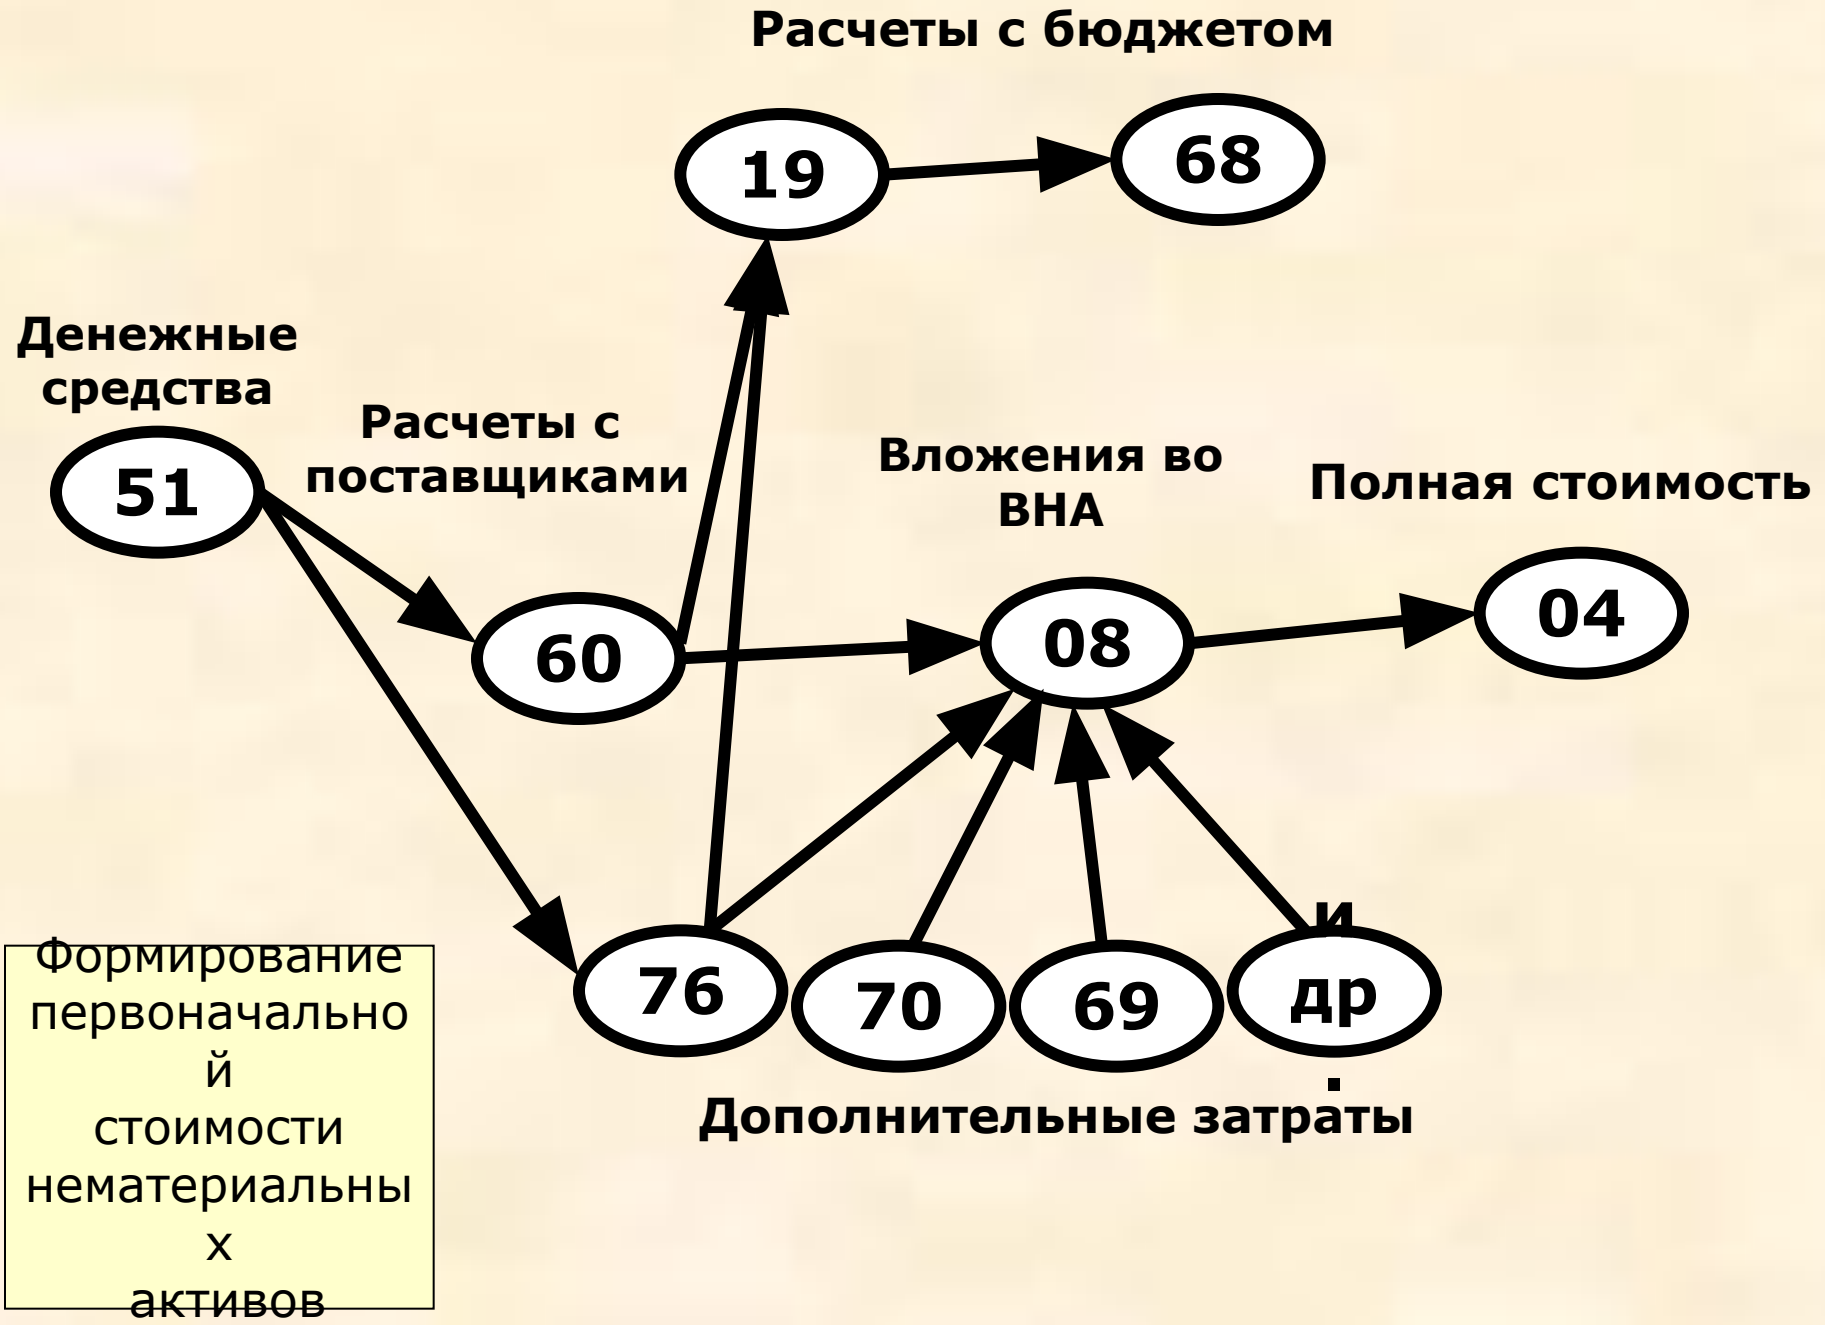 Расчеты с бюджетом
19
68
Денежные
средства
Расчеты с
поставщиками
Вложения во
ВНА
Полная стоимость
51
60
08
04
76
70
69
и
др
.
Дополнительные затраты
Формирование
первоначально
й
стоимости
нематериальны
х
активов